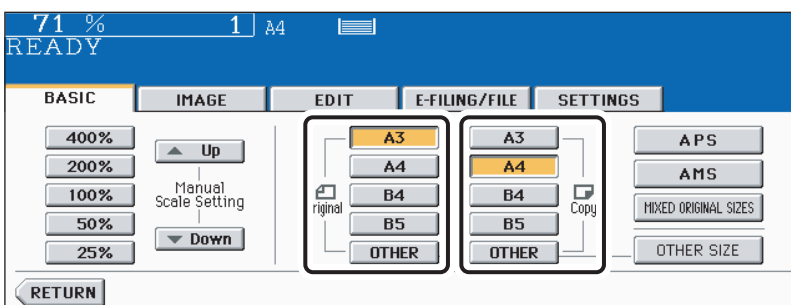 71 % 1 A4
READY
BASIC IMAGE EDIT E-FILING/FILE SETTINGS
400%
200%
100%
50%
25%
Up
Manual
Scale Setting
Down
riginal
A3
A4
B4
B5
OTHER
A3
A4
B4
B5
OTHER
Copy
APS
AMS
MIXED ORIGINAL SIZES
OTHER SIZE
RETURN